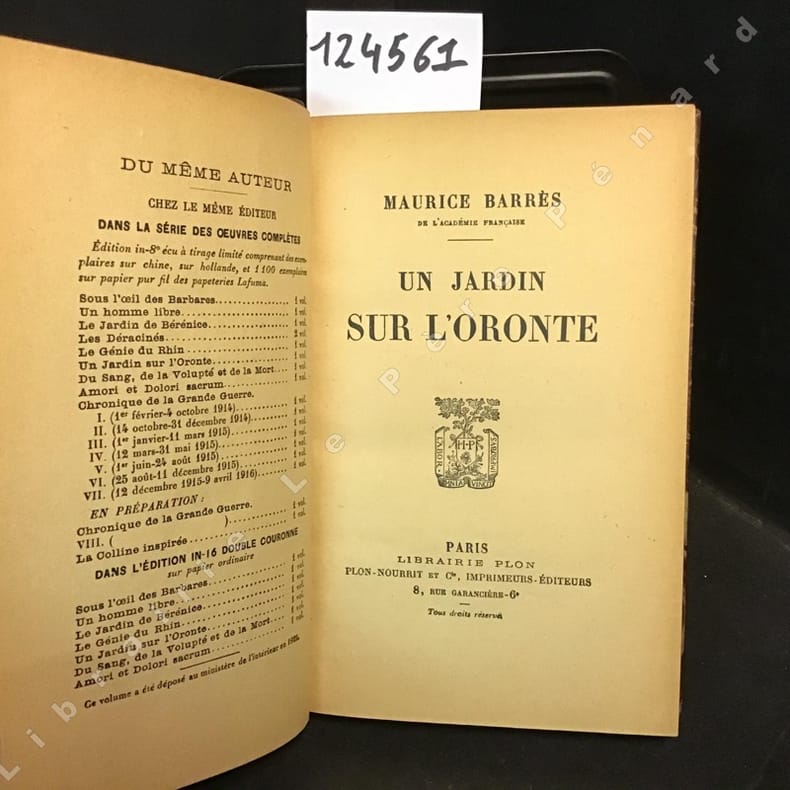 124561
DU MÊME AUTEUR
CHEZ LE MÊME ÉDITEUR
DANS LA SÉRIE DES OEUVRES COMPLÈTES
Édition in-8º écu à tirage limité comprenant des exem-
plaires sur chine, sur hollande, et 1 100 exemplaires
sur papier pur fil des papeteries Lafuma.
Sous l'œil des Barbares 1 vol.
Un homme libre 1 vol.
Le Jardin de Bérénice 1 vol.
Les Déracinés 2 vol.
Le Génie du Rhin 1 vol.
Un Jardin sur l'Oronte 1 vol.
Du Sang, de la Volupté et de la Mort 1 vol.
Amori et Dolori sacrum 1 vol.
Chronique de la Grande Guerre.
I. (1er février-4 octobre 1914) 1 vol.
II. (14 octobre-31 décembre 1914) 1 vol.
III. (1er janvier-11 mars 1915) 1 vol.
IV. (12 mars-31 mai 1915) 1 vol.
V. (1er juin-24 août 1915) 1 vol.
VI. (25 août-11 décembre 1915) 1 vol.
VII. (12 décembre 1915-9 avril 1916) 1 vol.
EN PRÉPARATION :
Chronique de la Grande Guerre.
VIII. ( ) 1 vol.
La Colline inspirée 1 vol.
DANS L'ÉDITION IN-16 DOUBLE COURONNE
sur papier ordinaire
Sous l'œil des Barbares 1 vol.
Un homme libre 1 vol.
Le Jardin de Bérénice 1 vol.
Le Génie du Rhin 1 vol.
Un Jardin sur l'Oronte 1 vol.
Du Sang, de la Volupté et de la Mort 1 vol.
Amori et Dolori sacrum 1 vol.
Ce volume a été déposé au ministère de l'intérieur en
MAURICE BARRÈS
DE L'ACADÉMIE FRANÇAISE
UN JARDIN
SUR L'ORONTE
LABOR
OMNIA
VINCIT
IMPROBUS
H·P
PARIS
LIBRAIRIE PLON
PLON-NOURRIT ET Cie, IMPRIMEURS-ÉDITEURS
8, RUE GARANCIÈRE-6e
Tous droits réservés
Librairie Le Père Pénard